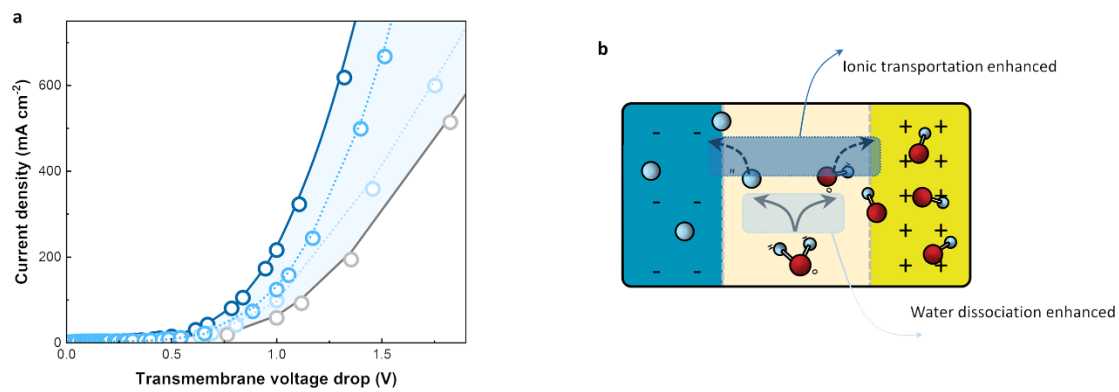 a
Currrent density (mA cm⁻²)
600
400
200
0
0.0 0.5 1.0 1.5
Transmembrane voltage drop (V)
b
Ionic transportation enhanced
- - + +
+ +
H H
- - + +
O
- - + +
H H
O
- - + +
Water dissociation enhanced